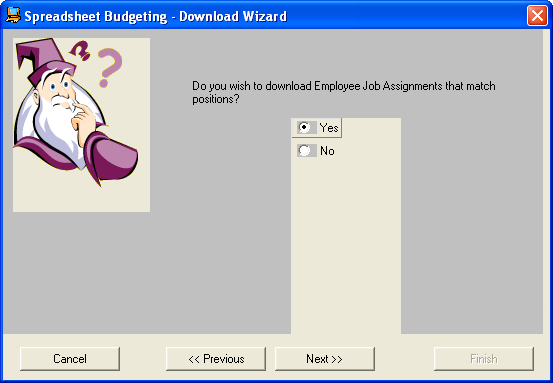 Spreadsheet Budgeting - Download Wizard
Do you wish to download Employee Job Assignments that match
positions?
Yes
No
Cancel
<< Previous
Next >>
Finish